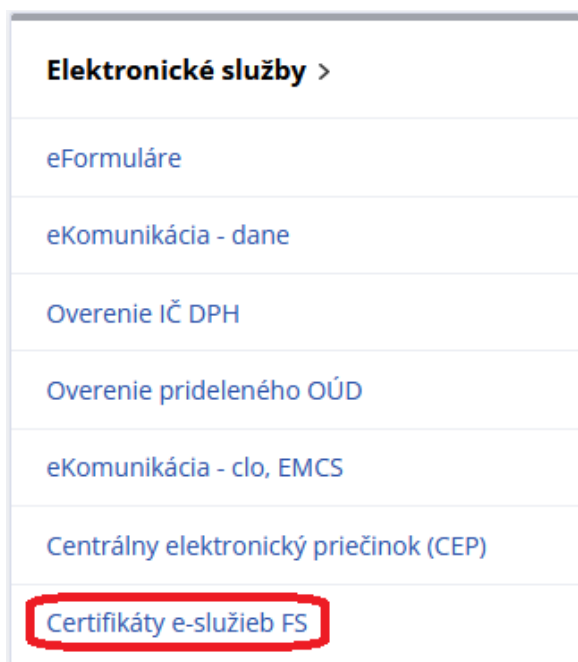 Elektronické služby >
eFormuláre
eKomunikácia - dane
Overenie IČ DPH
Overenie prideleného OÚD
eKomunikácia - clo, EMCS
Centrálny elektronický priečinok (CEP)
Certifikáty e-služieb FS